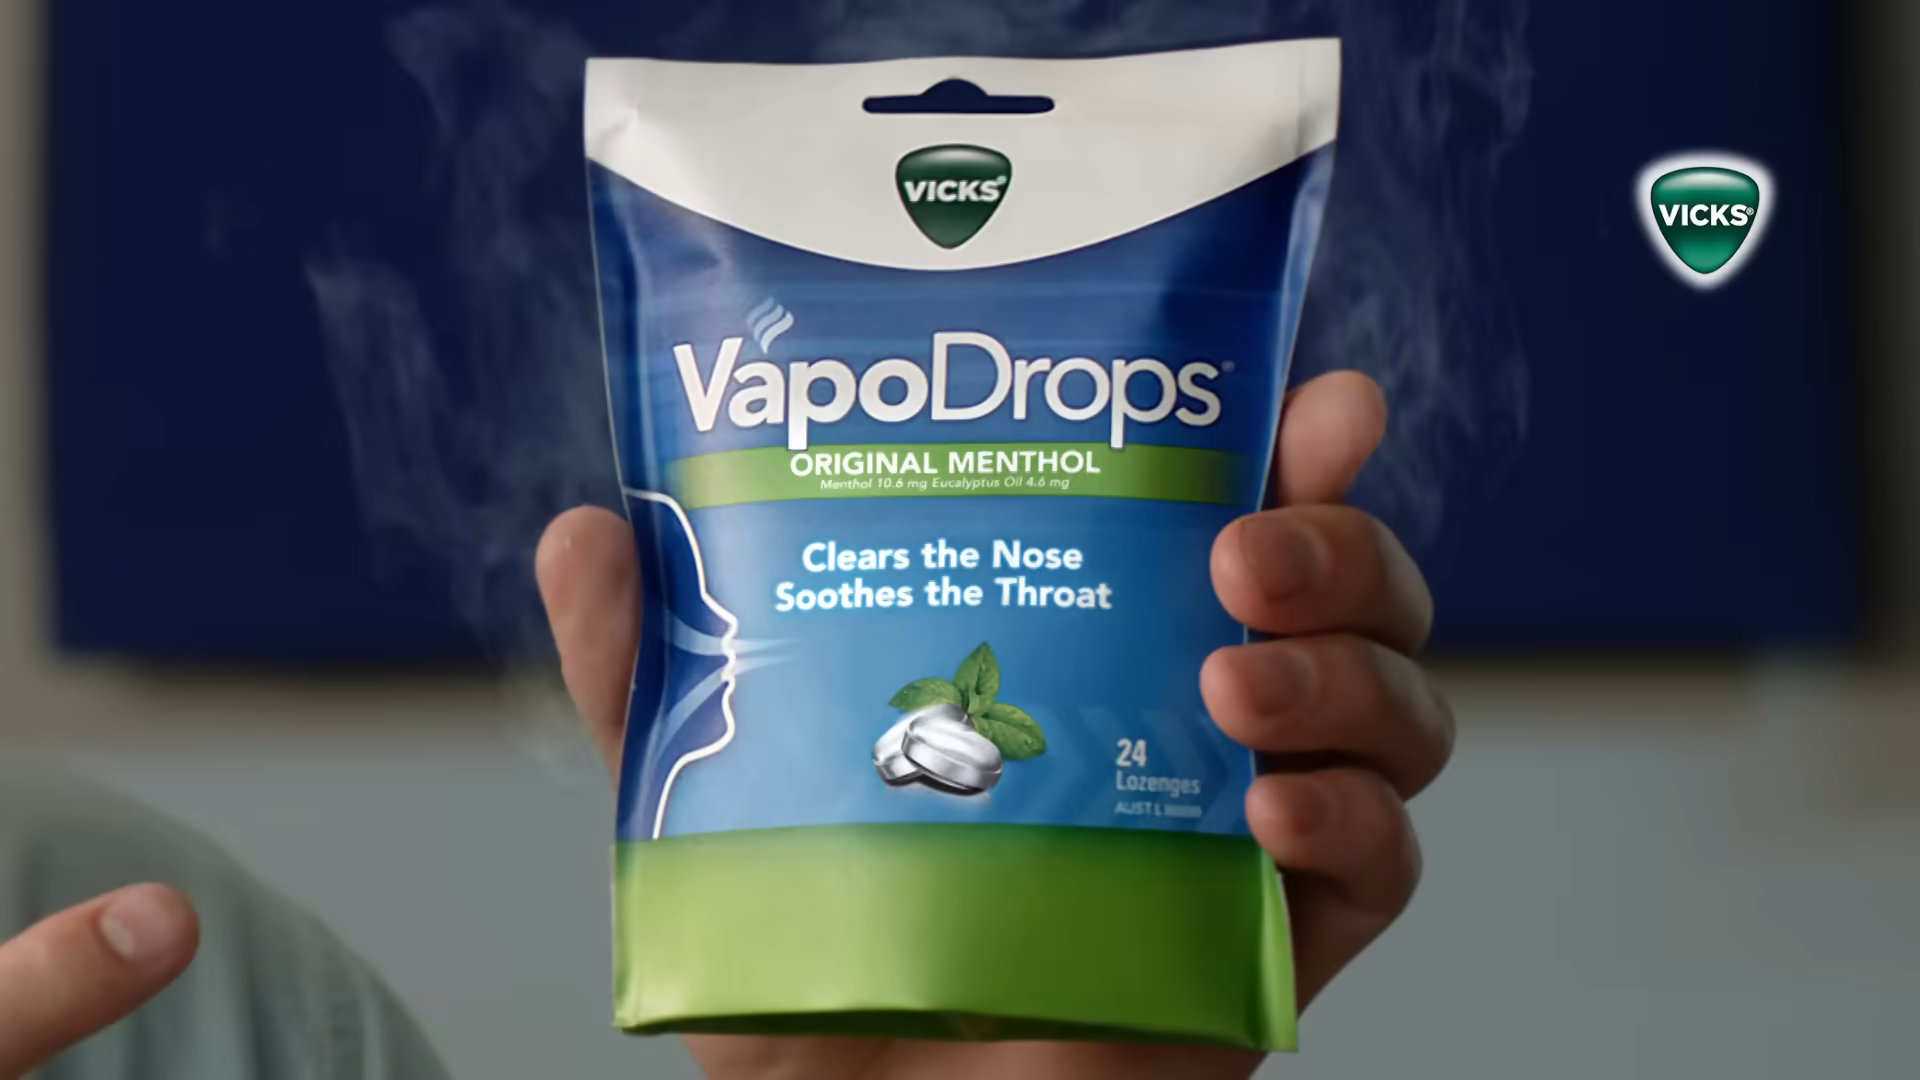 VICKS®
VICKS®
VapoDrops
ORIGINAL MENTHOL
Menthol 10.6 mg Eucalyptus Oil 4.6 mg
Clears the Nose
Soothes the Throat
24
Lozenges
AUST L